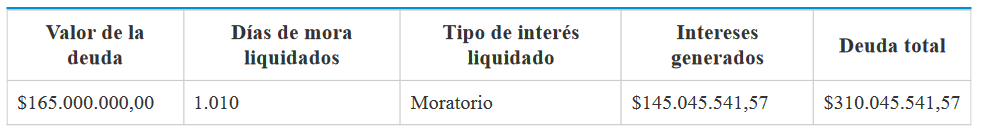 Valor de la
deuda
Días de mora
liquidados
Tipo de interés
liquidado
Intereses
generados
Deuda total
$165.000.000,00
1.010
Moratorio
$145.045.541,57
$310.045.541,57